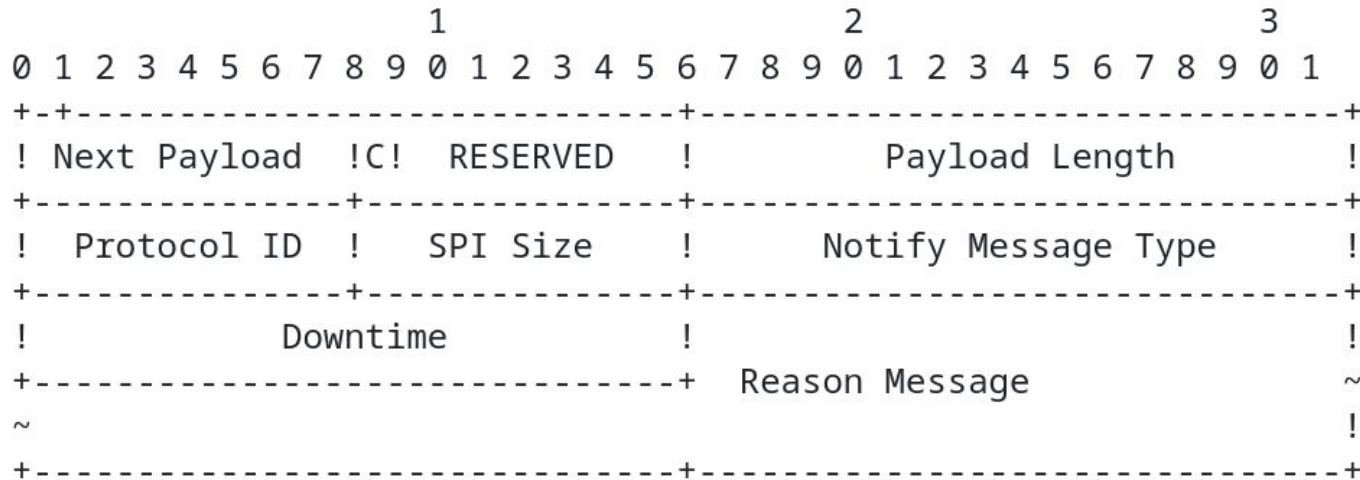 1                   2                   3
0 1 2 3 4 5 6 7 8 9 0 1 2 3 4 5 6 7 8 9 0 1 2 3 4 5 6 7 8 9 0 1
+-+-----------------------------+-------------------------------+
! Next Payload  !C!  RESERVED   !         Payload Length        !
+---------------+---------------+-------------------------------+
!  Protocol ID  !   SPI Size    !      Notify Message Type      !
+---------------+---------------+-------------------------------+
!            Downtime           !                               !
+-------------------------------+  Reason Message               ~
~                                                               !
+-------------------------------+-------------------------------+